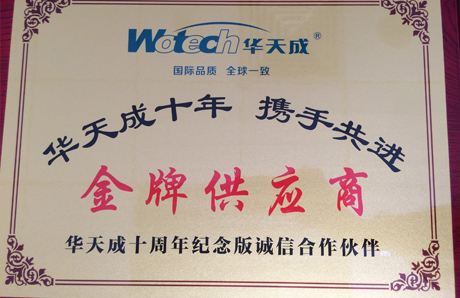 Wotech华天成®
国际品质 全球一致
华天成十年 携手共进
金牌供应商
华天成十周年纪念版诚信合作伙伴